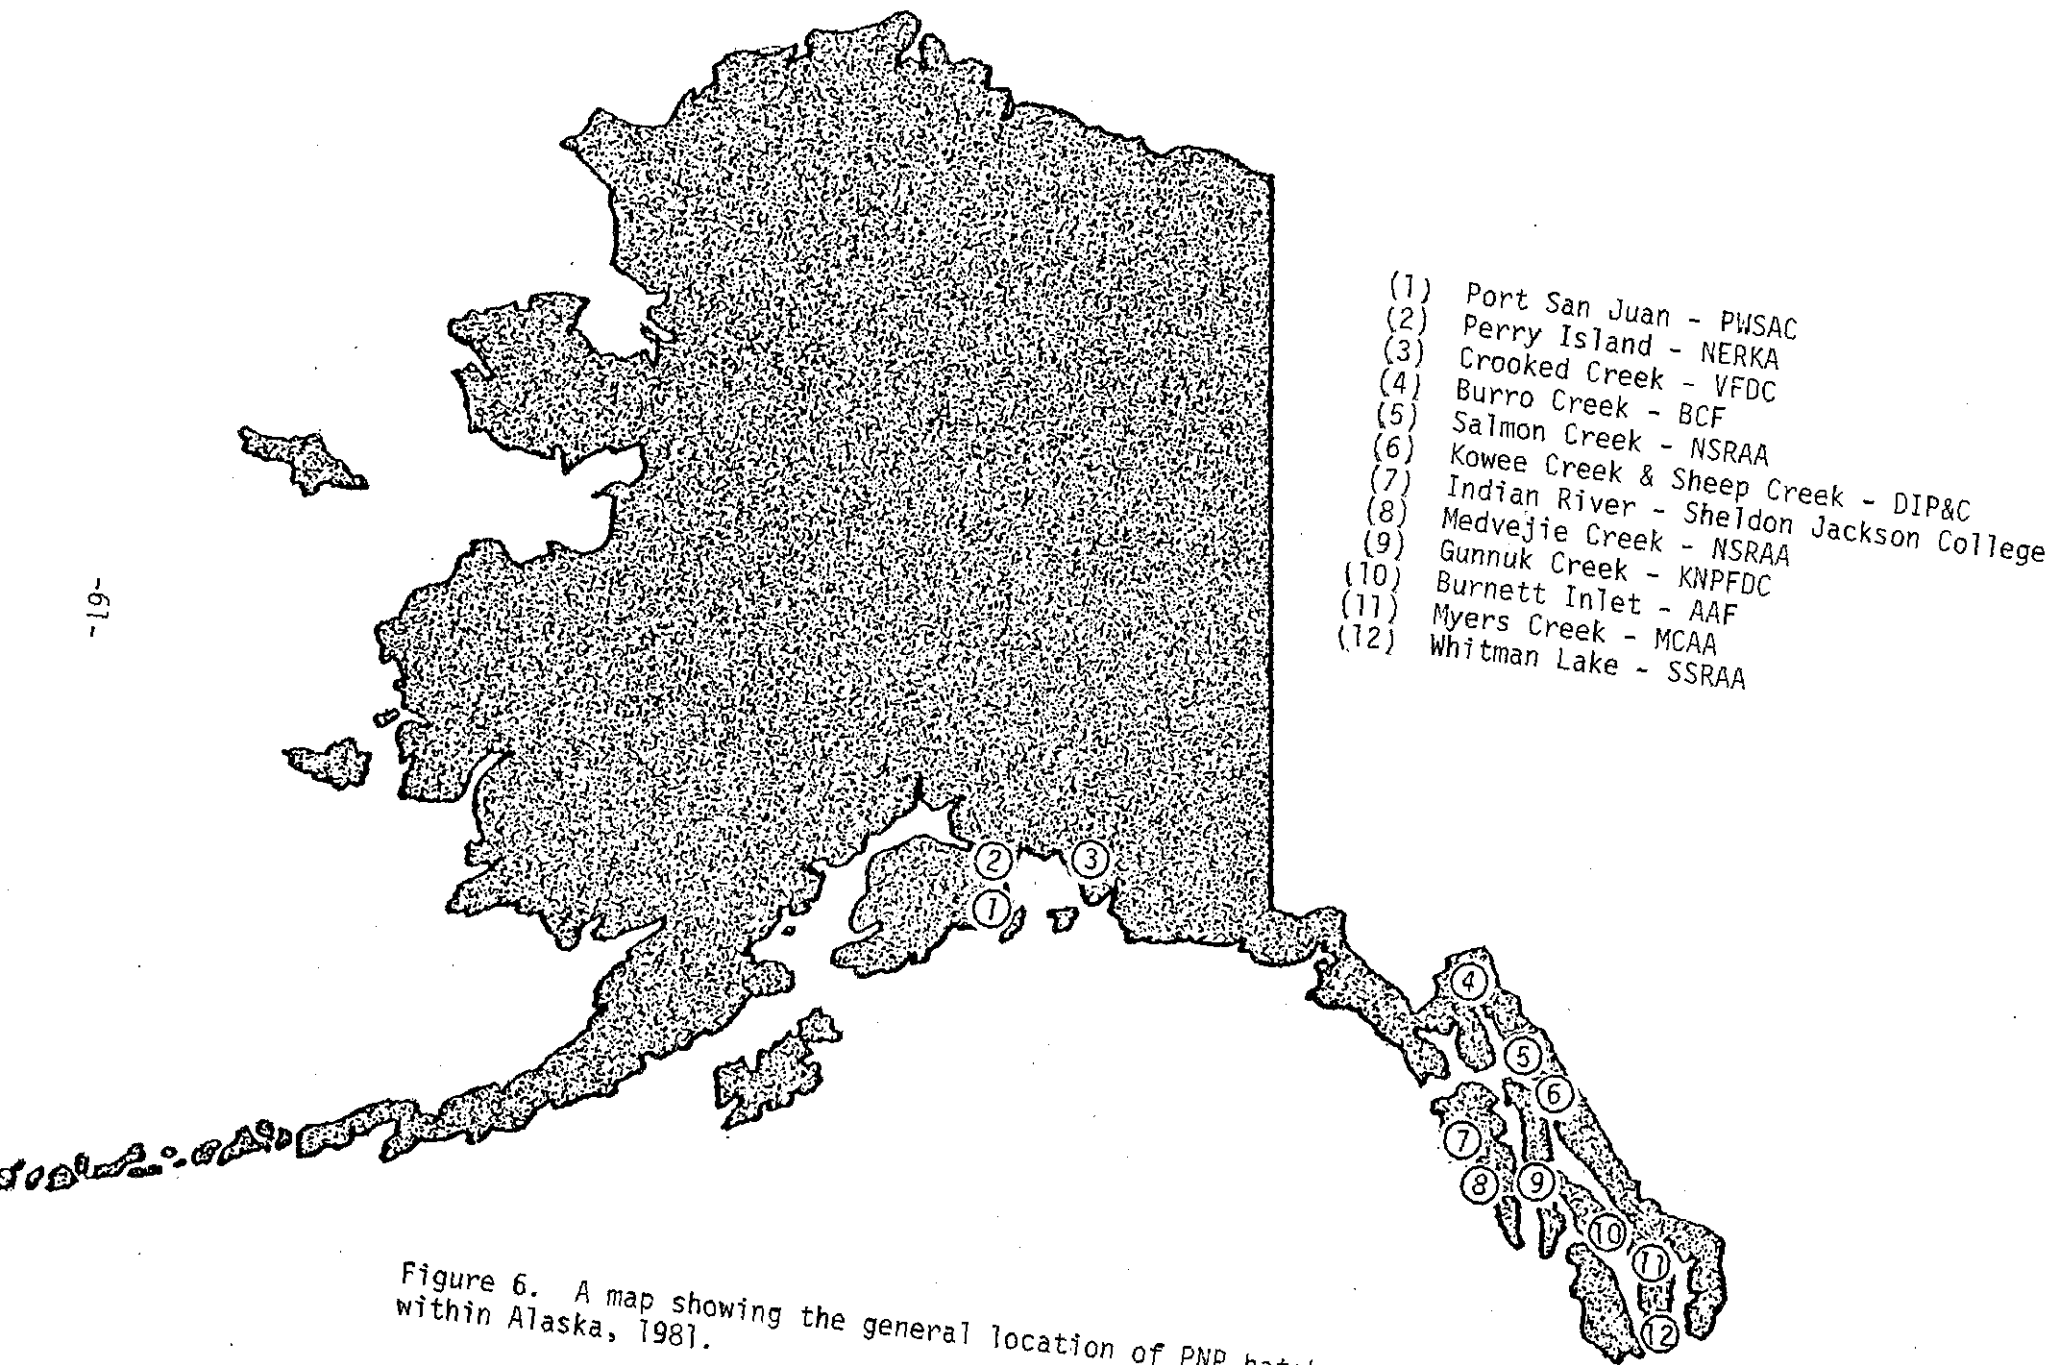 (1) Port San Juan - PWSAC
(2) Perry Island - NERKA
(3) Crooked Creek - VFDC
(4) Burro Creek - BCF
(5) Salmon Creek - NSRAA
(6) Kowee Creek & Sheep Creek - DIP&C
(7) Indian River - Sheldon Jackson College
(8) Medvejie Creek - NSRAA
(9) Gunnuk Creek - KNPFDC
(10) Burnett Inlet - AAF
(11) Myers Creek - MCAA
(12) Whitman Lake - SSRAA
-19-
2
3
1
4
5
6
7
8
9
10
11
12
Figure 6. A map showing the general location of PNP
within Alaska, 1981.